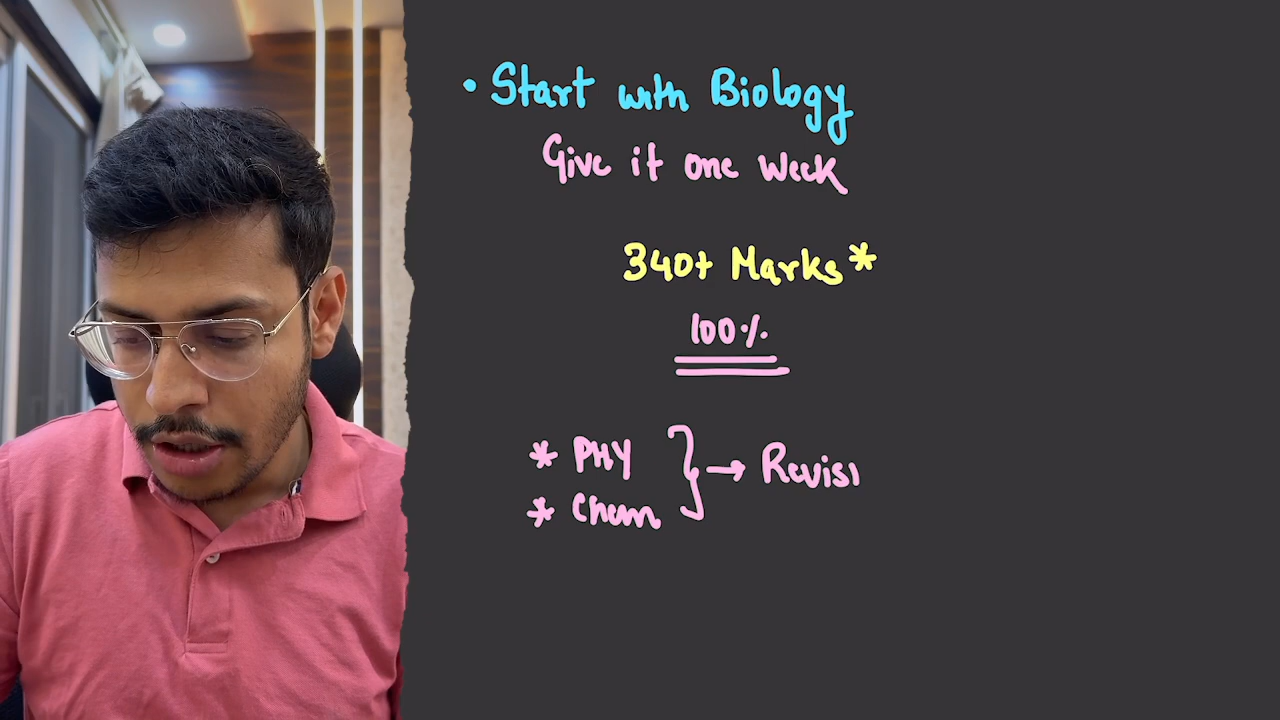 • Start with Biology
Give it one week
340+ Marks*
100%
* PHY
* Chem
} → Revisi